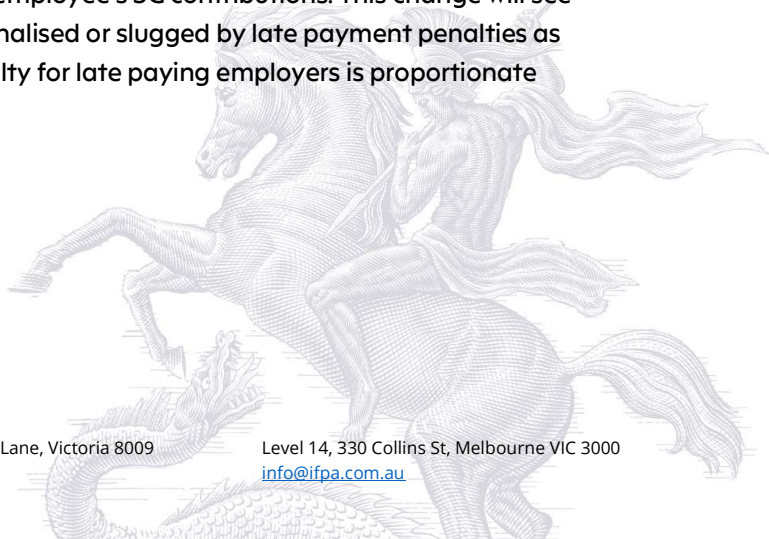 employee's SG contributions. This change will see
nalised or slugged by late payment penalties as
lty for late paying employers is proportionate
Lane, Victoria 8009
Level 14, 330 Collins St, Melbourne VIC 3000
info@ifpa.com.au